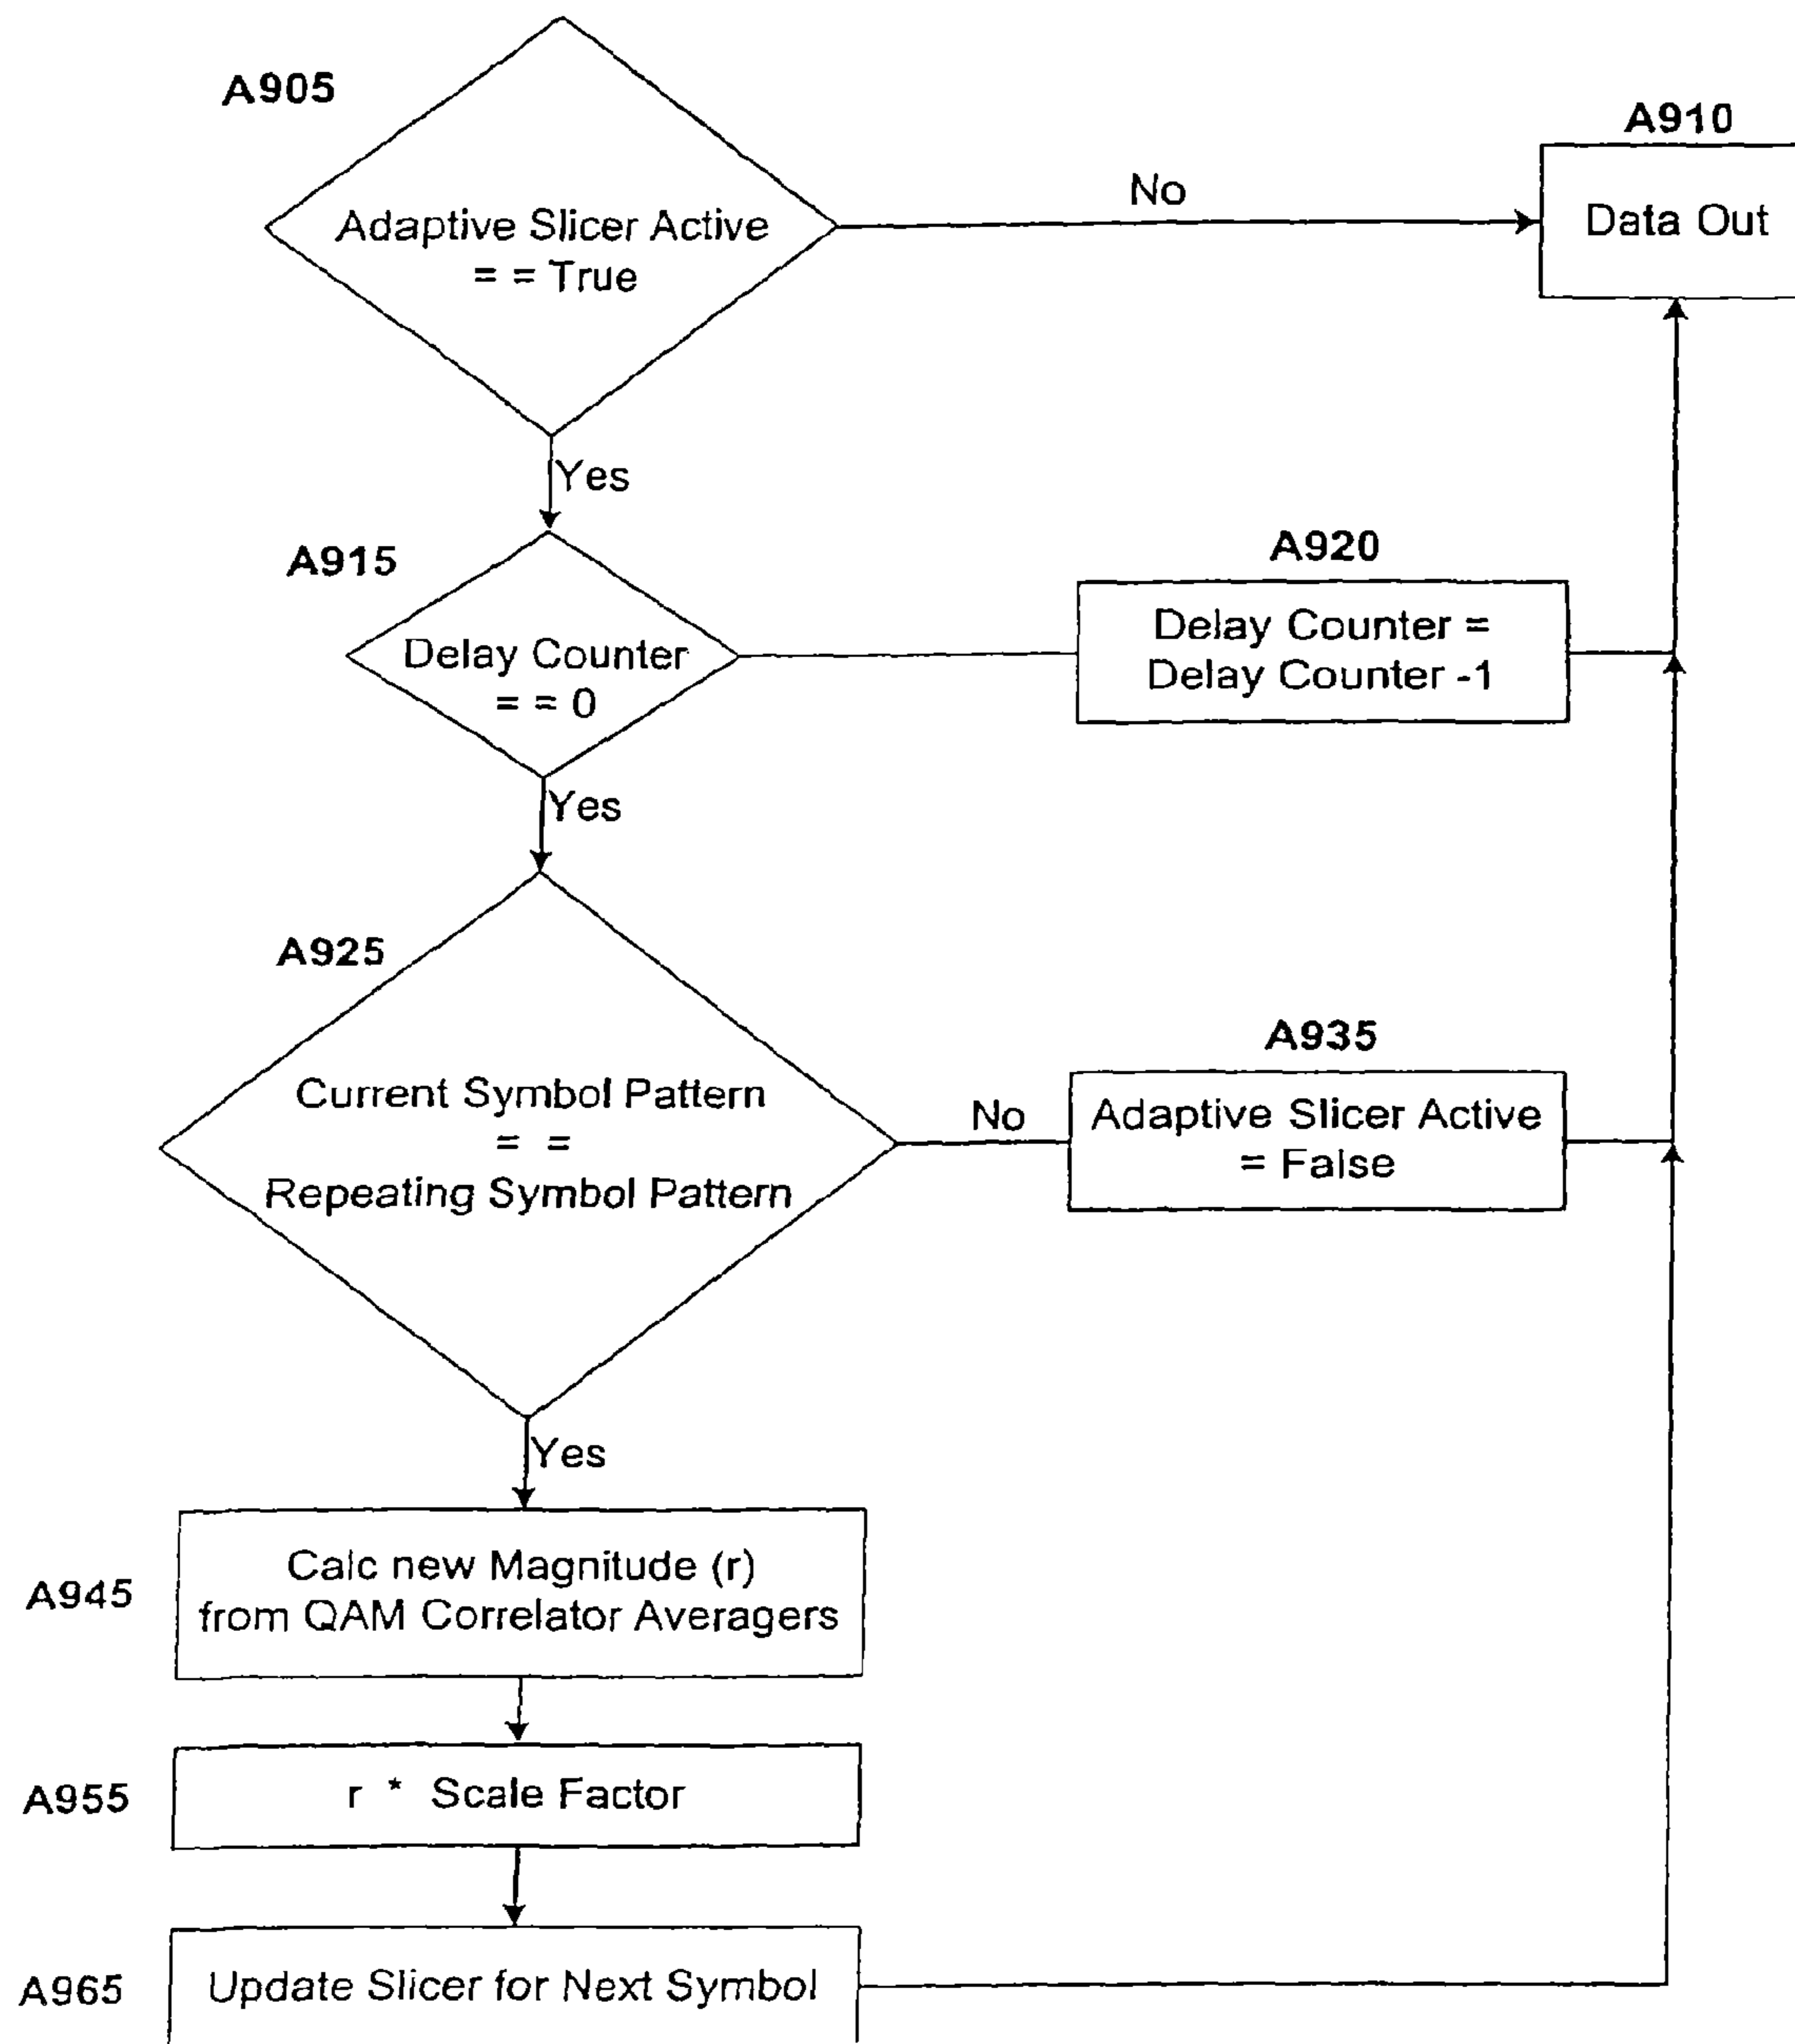 A905
A910
No
Data Out
Adaptive Slicer Active
= = True
Yes
A915
A920
Delay Counter
= = 0
Delay Counter =
Delay Counter -1
Yes
A925
A935
Current Symbol Pattern
= =
Repeating Symbol Pattern
No
Adaptive Slicer Active
= False
Yes
A945
Calc new Magnitude (r)
from QAM Correlator Averagers
A955
r * Scale Factor
A965
Update Slicer for Next Symbol